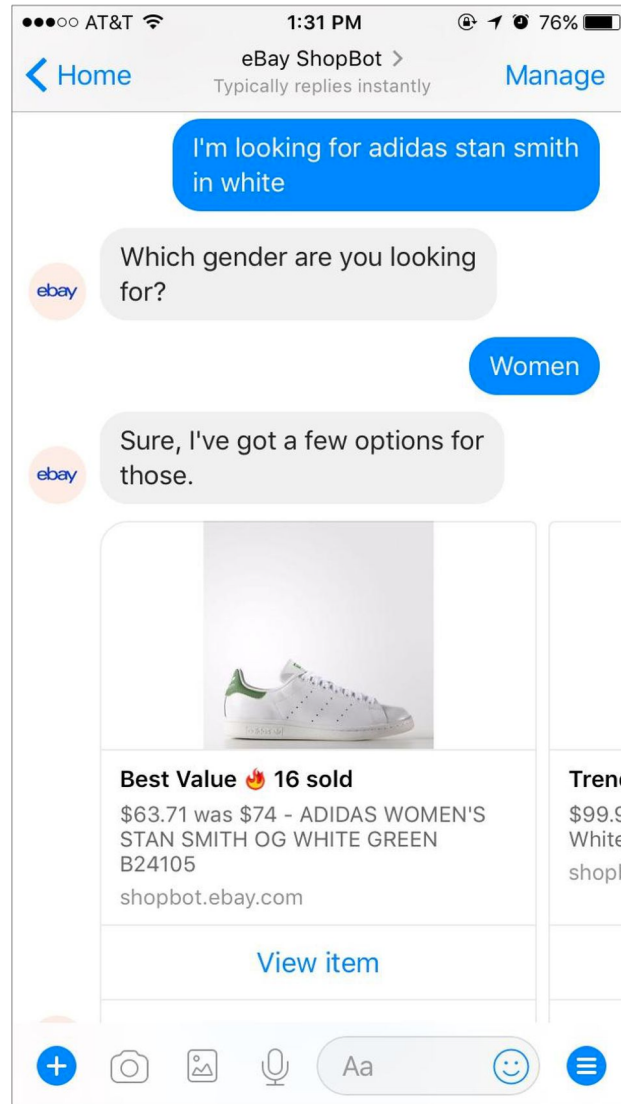 AT&T 1:31 PM 76%
Home eBay ShopBot > Manage
Typically replies instantly
I'm looking for adidas stan smith
in white
Which gender are you looking
for?
ebay
Women
Sure, I've got a few options for
those.
ebay
Best Value 🔥 16 sold
$63.71 was $74 - ADIDAS WOMEN'S
STAN SMITH OG WHITE GREEN
B24105
shopbot.ebay.com
View item
$99.9
White
Aa